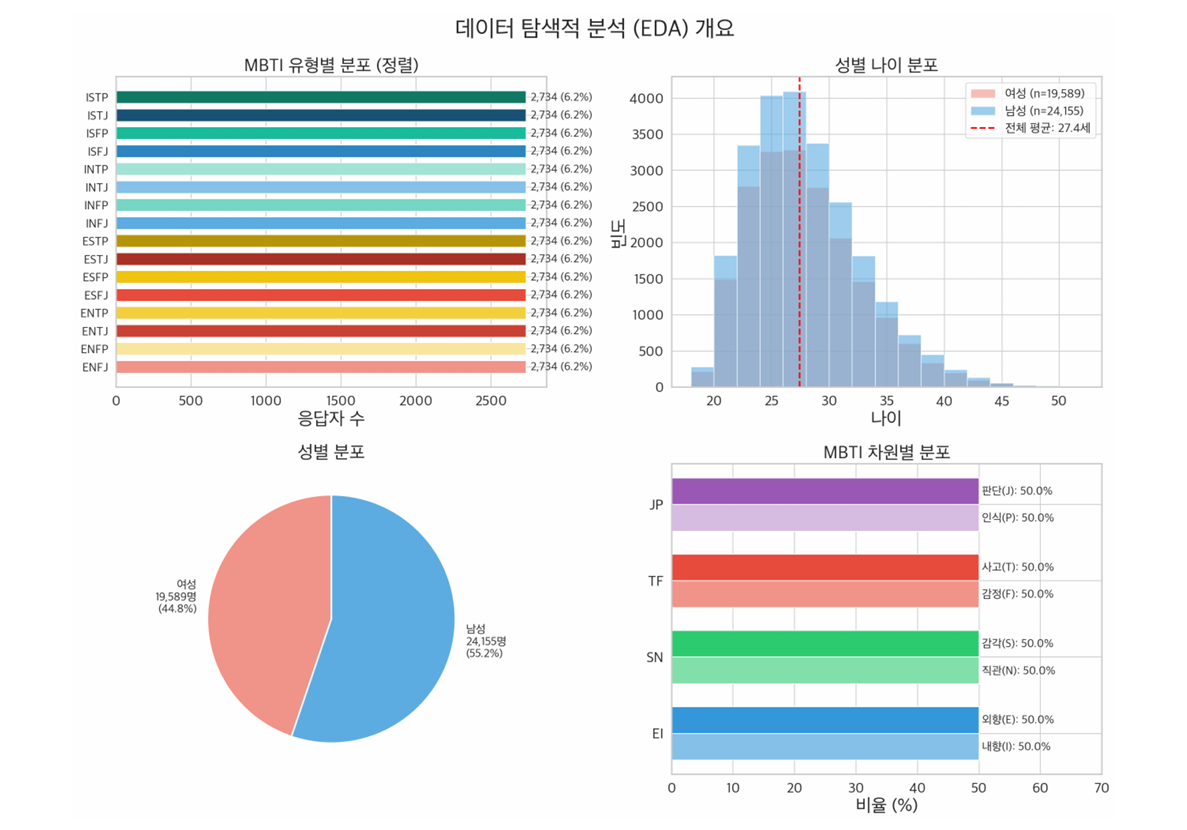 데이터 탐색적 분석 (EDA) 개요
MBTI 유형별 분포 (정렬)
ISTP
2,734 (6.2%)
ISTJ
2,734 (6.2%)
ISFP
2,734 (6.2%)
ISFJ
2,734 (6.2%)
INTP
2,734 (6.2%)
INTJ
2,734 (6.2%)
INFP
2,734 (6.2%)
INFJ
2,734 (6.2%)
ESTP
2,734 (6.2%)
ESTJ
2,734 (6.2%)
ESFP
2,734 (6.2%)
ESFJ
2,734 (6.2%)
ENTP
2,734 (6.2%)
ENTJ
2,734 (6.2%)
ENFP
2,734 (6.2%)
ENFJ
2,734 (6.2%)
0 500 1000 1500 2000 2500
응답자 수
성별 나이 분포
여성 (n=19,589)
남성 (n=24,155)
전체 평균: 27.4세
4000
3500
3000
2500
2000
1500
1000
500
0
빈도
20 25 30 35 40 45 50
나이
성별 분포
여성
19,589명
(44.8%)
남성
24,155명
(55.2%)
MBTI 차원별 분포
JP
판단(J): 50.0%
인식(P): 50.0%
TF
사고(T): 50.0%
감정(F): 50.0%
SN
감각(S): 50.0%
직관(N): 50.0%
EI
외향(E): 50.0%
내향(I): 50.0%
0 10 20 30 40 50 60 70
비율 (%)